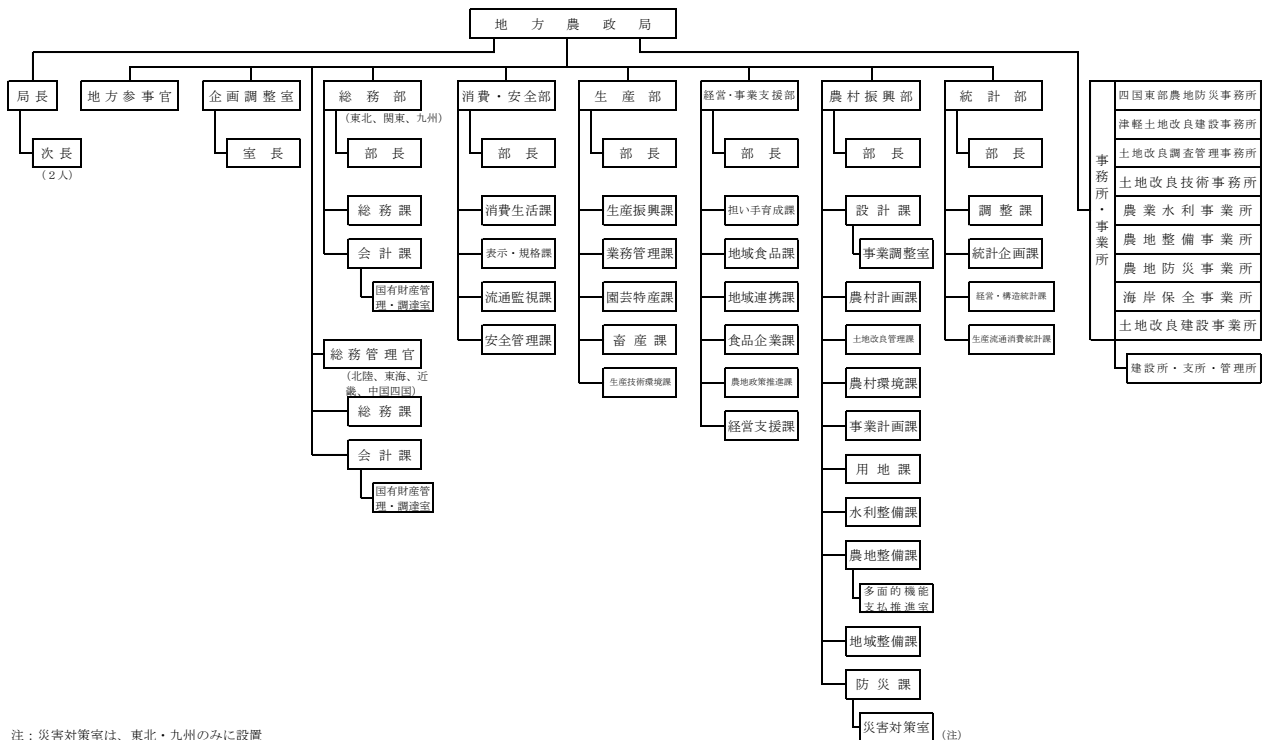 地方農政局
局長
次長
（２人）
地方参事官
企画調整室
室長
総務部
（東北、関東、九州）
部長
総務課
会計課
国有財産管
理・調達室
総務管理官
（北陸、東海、近
畿、中国四国）
総務課
会計課
国有財産管
理・調達室
消費・安全部
部長
消費生活課
表示・規格課
流通監視課
安全管理課
生産部
部長
生産振興課
業務管理課
園芸特産課
畜産課
生産技術環境課
経営・事業支援部
部長
担い手育成課
地域食品課
地域連携課
食品企業課
農地政策推進課
経営支援課
農村振興部
部長
設計課
事業調整室
農村計画課
土地改良管理課
農村環境課
事業計画課
用地課
水利整備課
農地整備課
多面的機能
支払推進室
地域整備課
防災課
災害対策室
（注）
統計部
部長
調整課
統計企画課
経営・構造統計課
生産流通消費統計課
事務所・事業所
四国東部農地防災事務所
津軽土地改良建設事務所
土地改良調査管理事務所
土地改良技術事務所
農業水利事業所
農地整備事業所
農地防災事業所
海岸保全事業所
土地改良建設事業所
建設所・支所・管理所
注：災害対策室は、東北・九州のみに設置